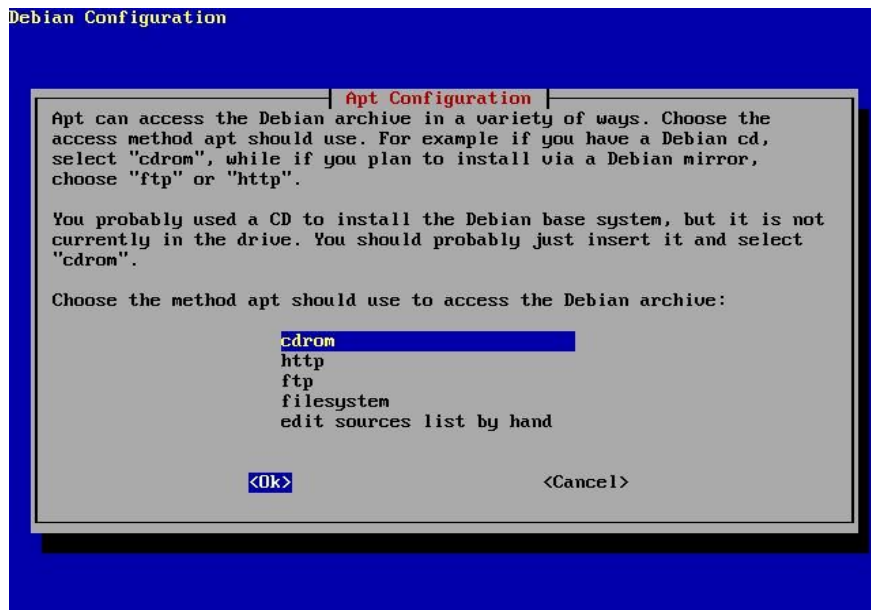 Debian Configuration
Apt Configuration
Apt can access the Debian archive in a variety of ways. Choose the
access method apt should use. For example if you have a Debian cd,
select "cdrom", while if you plan to install via a Debian mirror,
choose "ftp" or "http".
You probably used a CD to install the Debian base system, but it is not
currently in the drive. You should probably just insert it and select
"cdrom".
Choose the method apt should use to access the Debian archive:
cdrom
http
ftp
filesystem
edit sources list by hand
<Ok> <Cancel>